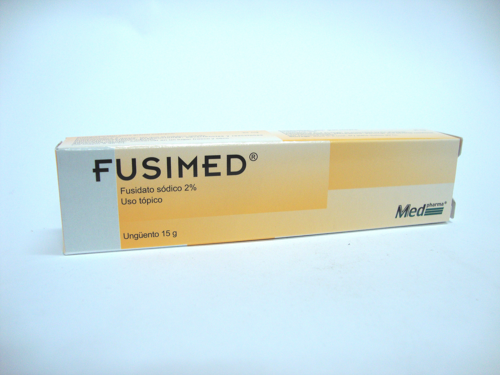 FUSIMED®
Fusidato sódico 2%
Uso tópico
Ungüento 15 g
Med pharma®